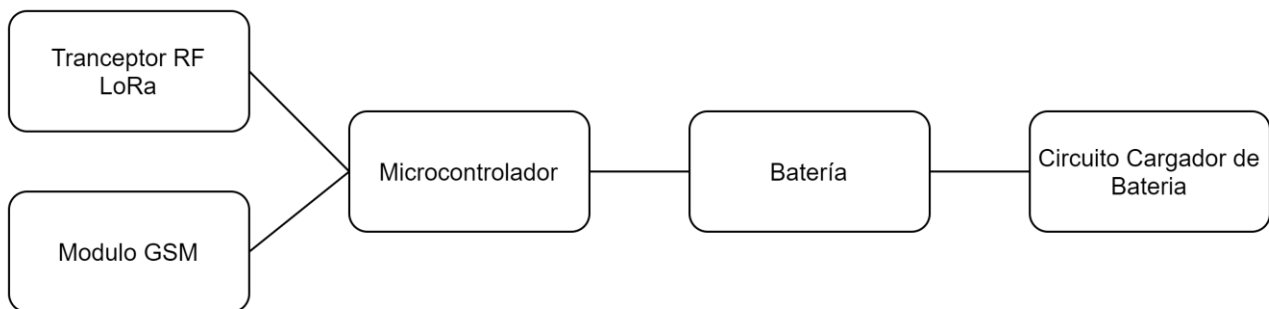 Tranceptor RF
LoRa
Modulo GSM
Microcontrolador
Batería
Circuito Cargador de
Bateria